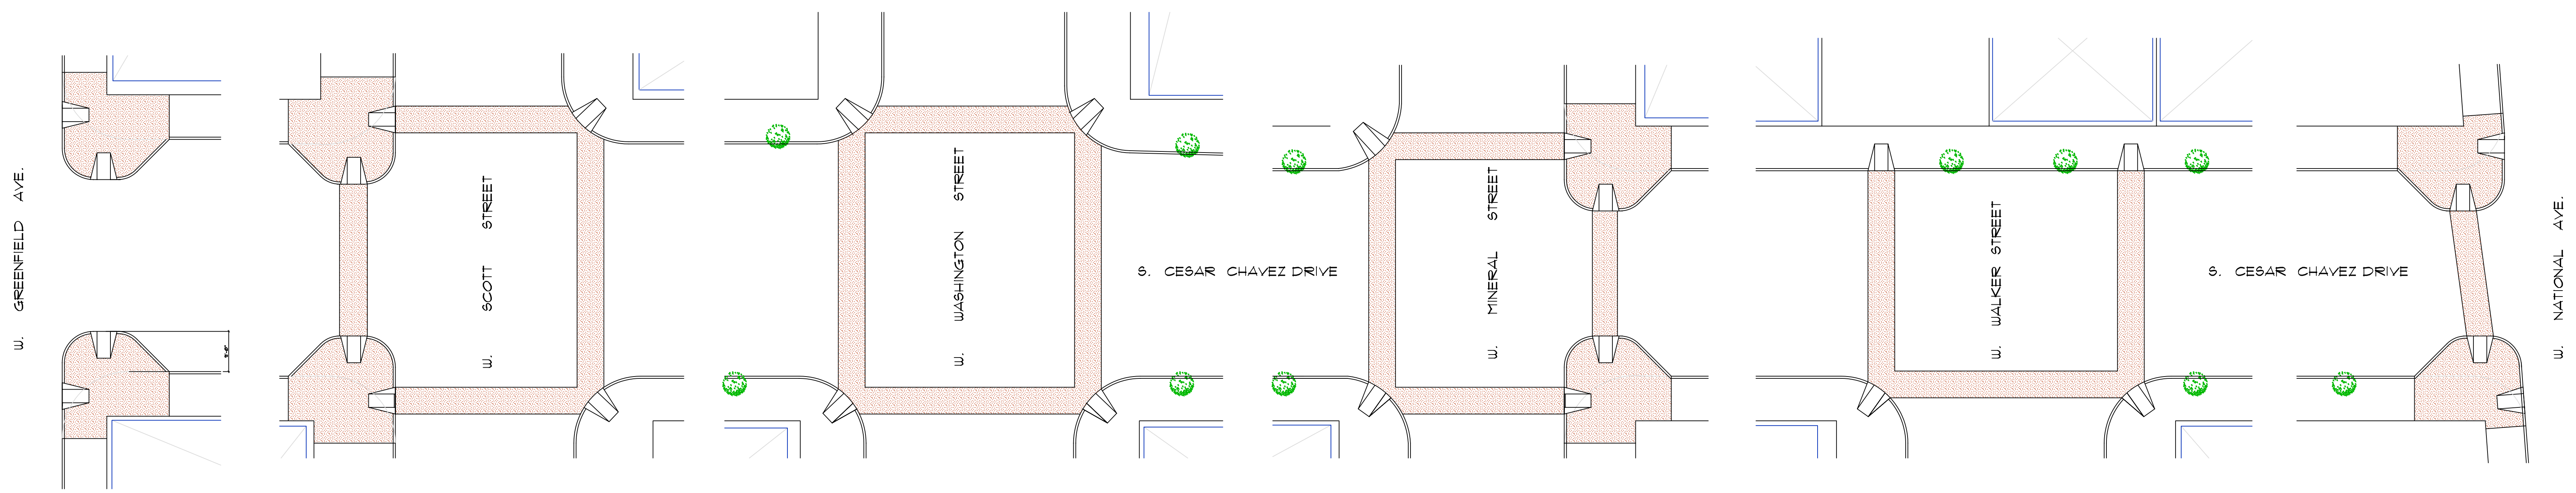 W. GREENFIELD AVE.
W. SCOTT STREET
W. WASHINGTON STREET
S. CESAR CHAVEZ DRIVE
W. MINERAL STREET
W. WALKER STREET
S. CESAR CHAVEZ DRIVE
W. NATIONAL AVE.